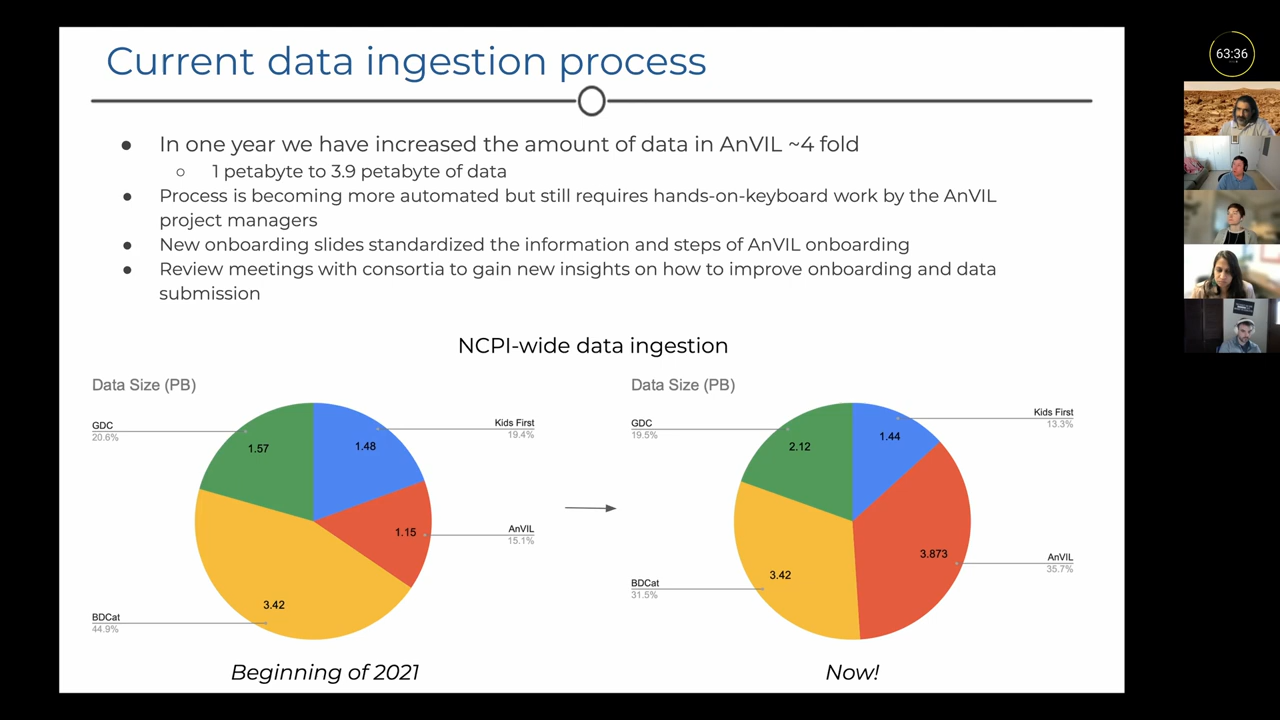 Current data ingestion process
63:36
● In one year we have increased the amount of data in AnVIL ~4 fold
○ 1 petabyte to 3.9 petabyte of data
● Process is becoming more automated but still requires hands-on-keyboard work by the AnVIL
project managers
● New onboarding slides standardized the information and steps of AnVIL onboarding
● Review meetings with consortia to gain new insights on how to improve onboarding and data
submission
NCPI-wide data ingestion
Data Size (PB)
GDC
20.6%
1.57
1.48
Kids First
19.4%
1.15
AnVIL
15.1%
3.42
BDCat
44.9%
Beginning of 2021
Data Size (PB)
GDC
19.5%
2.12
1.44
Kids First
13.3%
3.873
AnVIL
35.7%
3.42
BDCat
31.5%
Now!